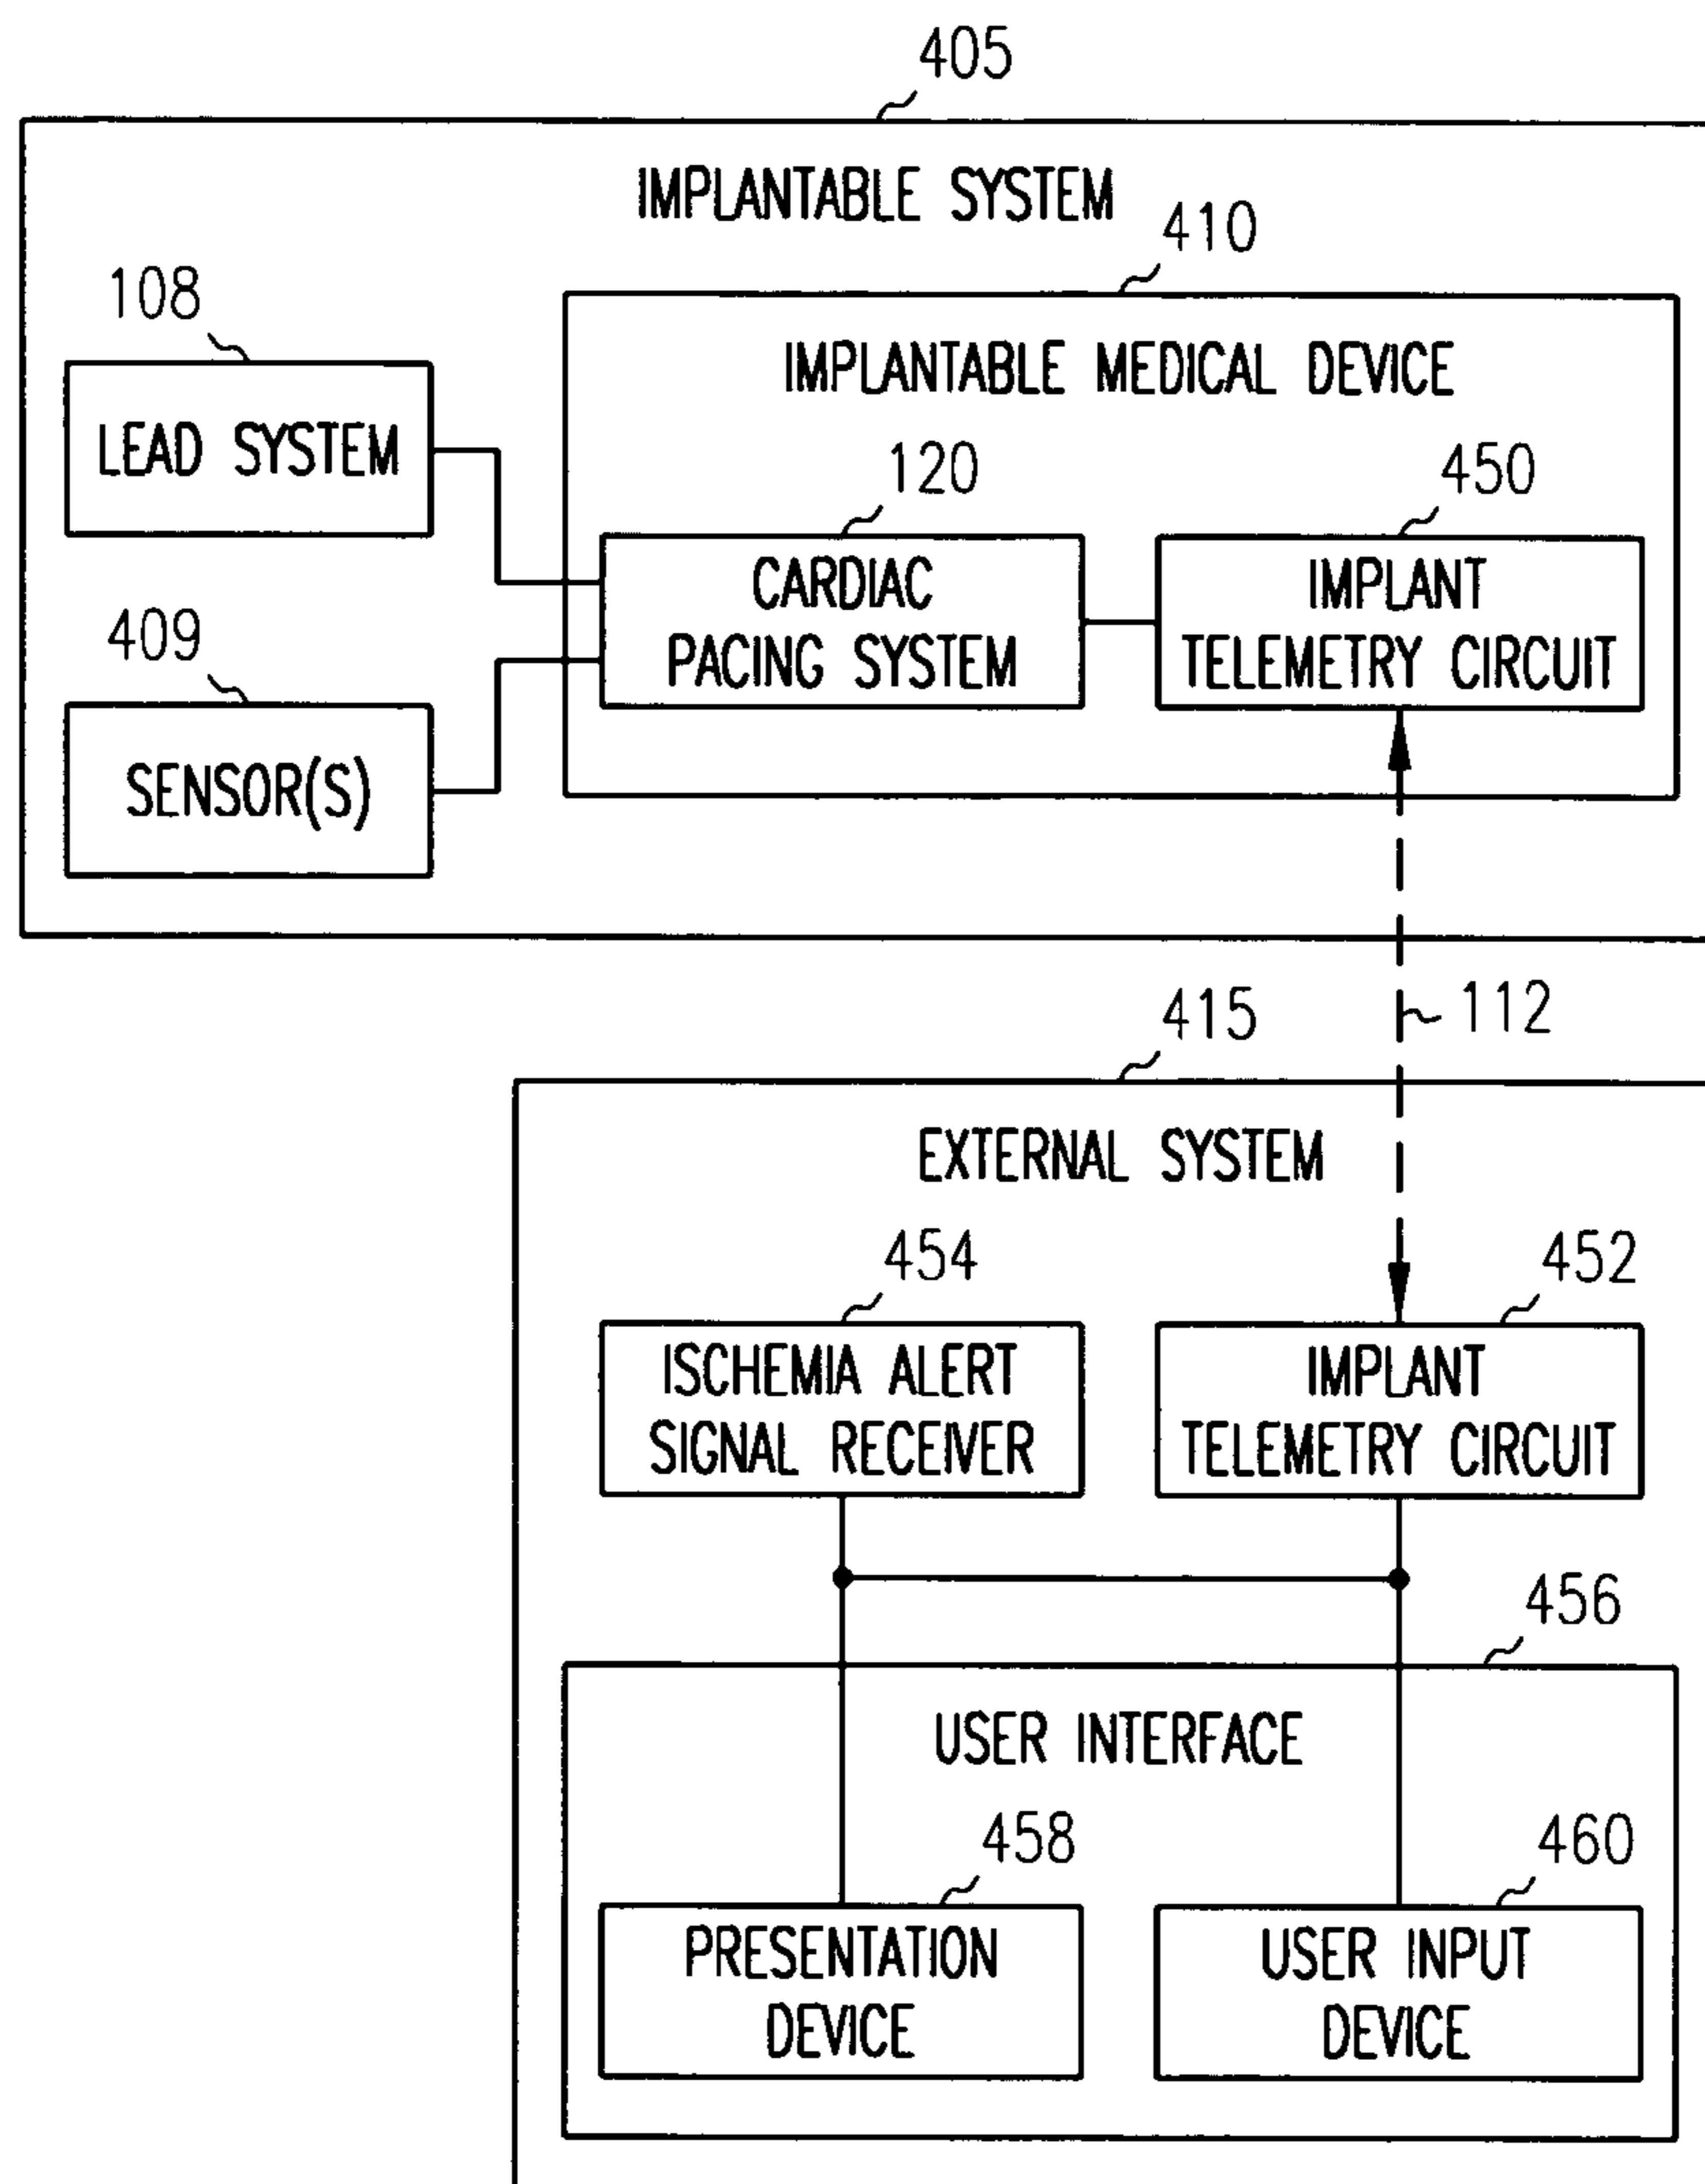 405
IMPLANTABLE SYSTEM
410
108
IMPLANTABLE MEDICAL DEVICE
LEAD SYSTEM
120
450
CARDIAC
PACING SYSTEM
IMPLANT
TELEMETRY CIRCUIT
409
SENSOR(S)
112
415
EXTERNAL SYSTEM
454
452
ISCHEMIA ALERT
SIGNAL RECEIVER
IMPLANT
TELEMETRY CIRCUIT
456
USER INTERFACE
458
460
PRESENTATION
DEVICE
USER INPUT
DEVICE